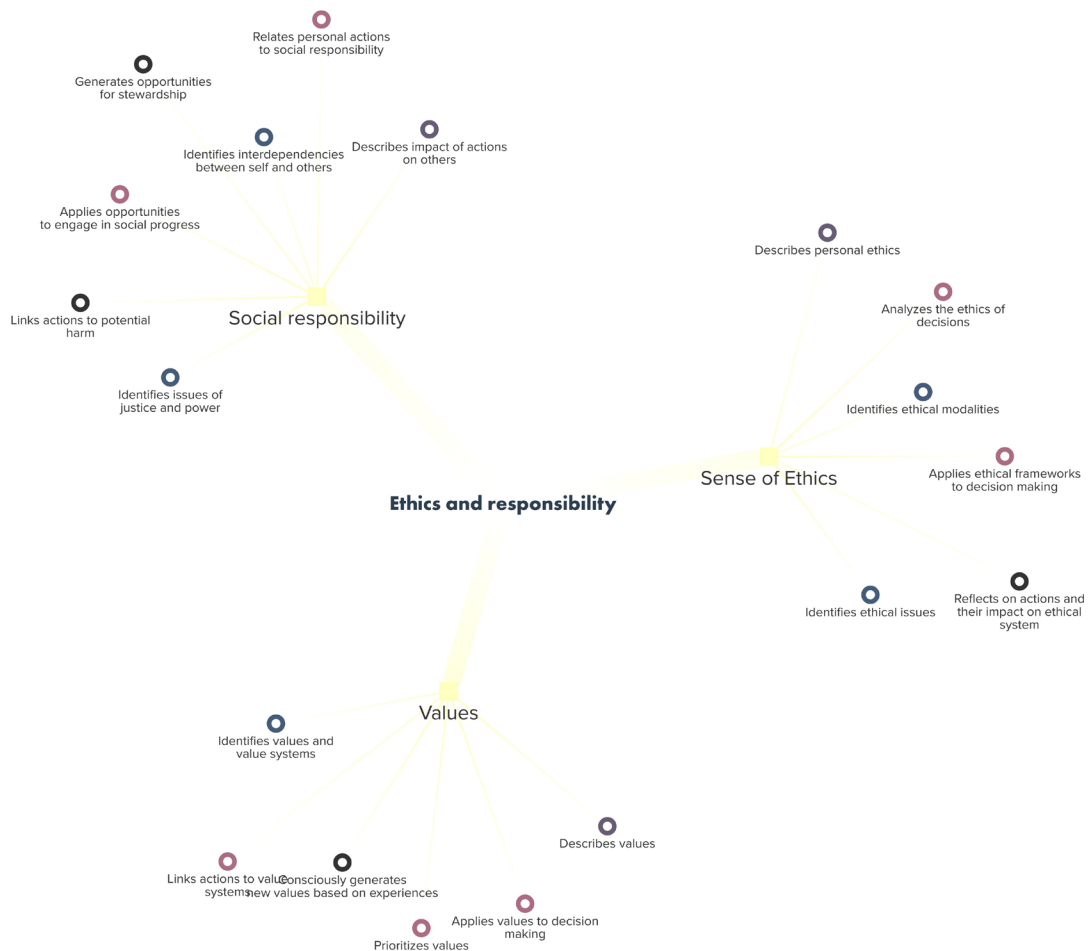 Relates personal actions
to social responsibility
Generates opportunities
for stewardship
Identifies interdependencies
between self and others
Describes impact of actions
on others
Applies opportunities
to engage in social progress
Links actions to potential
harm
Social responsibility
Identifies issues of
justice and power
Describes personal ethics
Analyzes the ethics of
decisions
Identifies ethical modalities
Applies ethical frameworks
to decision making
Sense of Ethics
Ethics and responsibility
Reflects on actions and
their impact on ethical
system
Identifies ethical issues
Values
Identifies values and
value systems
Describes values
Links actions to value
systems
Consciously generates
new values based on experiences
Applies values to decision
making
Prioritizes values